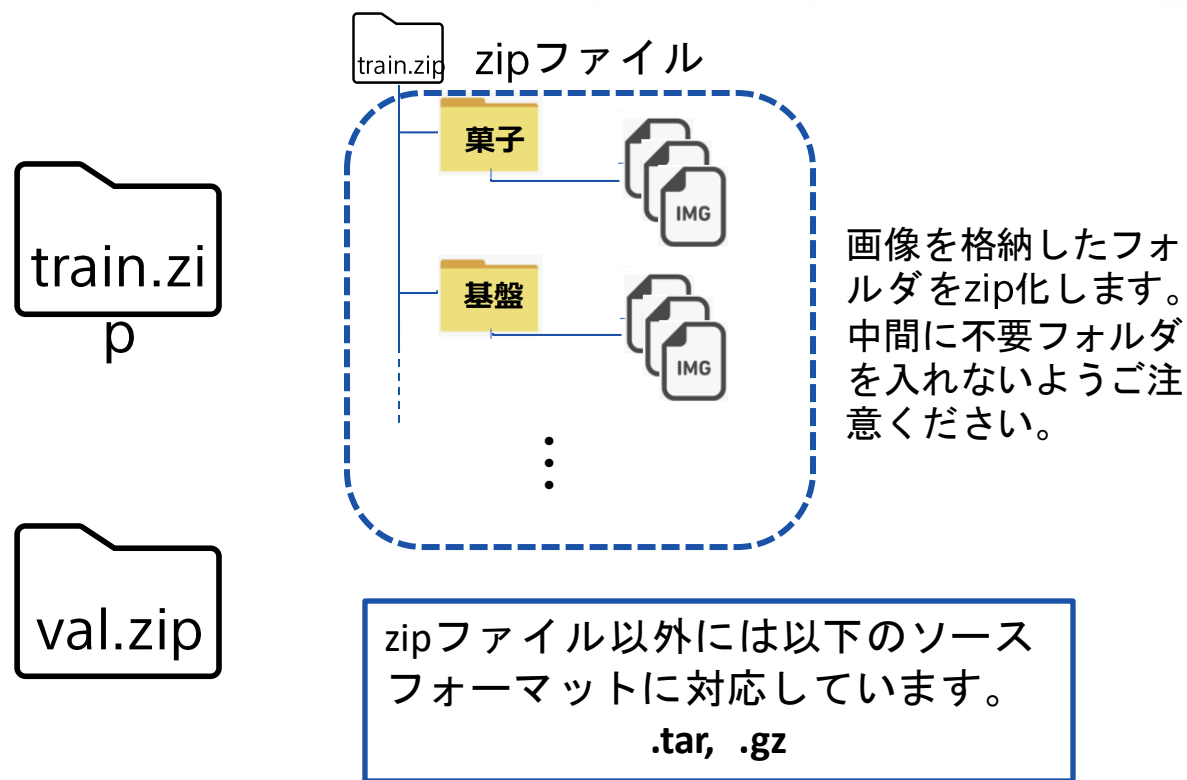 train.zip
zipファイル
菓子
IMG
基盤
IMG
train.zi
p
画像を格納したフォ
ルダをzip化します。
中間に不要フォルダ
を入れないようご注
意ください。
val.zip
zipファイル以外には以下のソース
フォーマットに対応しています。
.tar, .gz